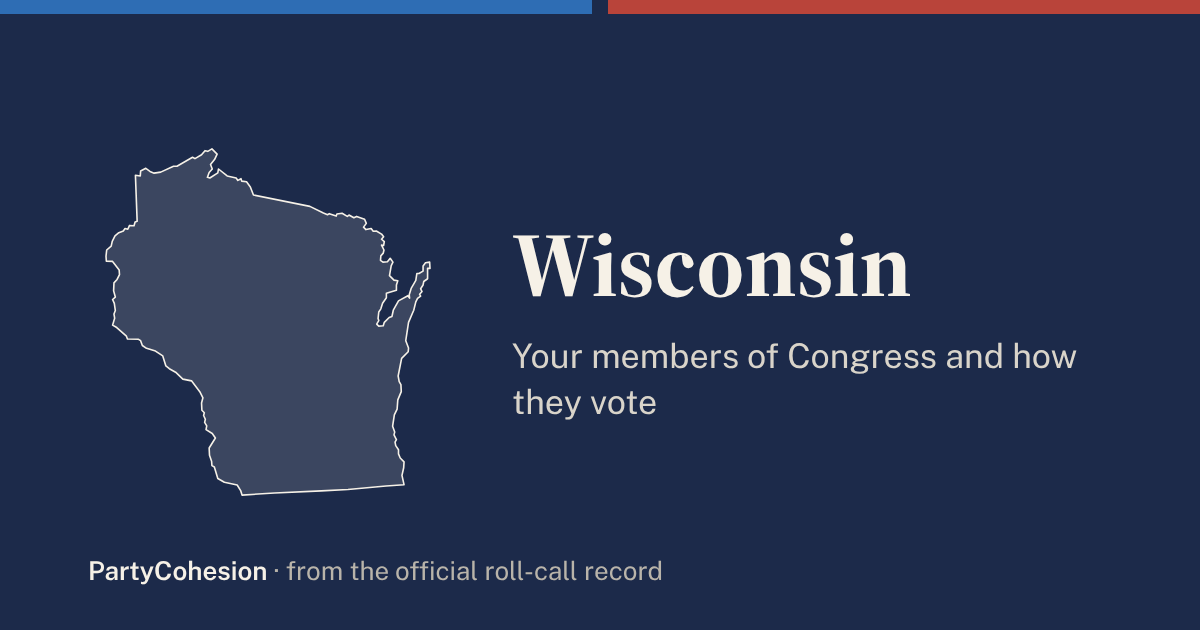 Wisconsin
Your members of Congress and how
they vote
PartyCohesion · from the official roll-call record